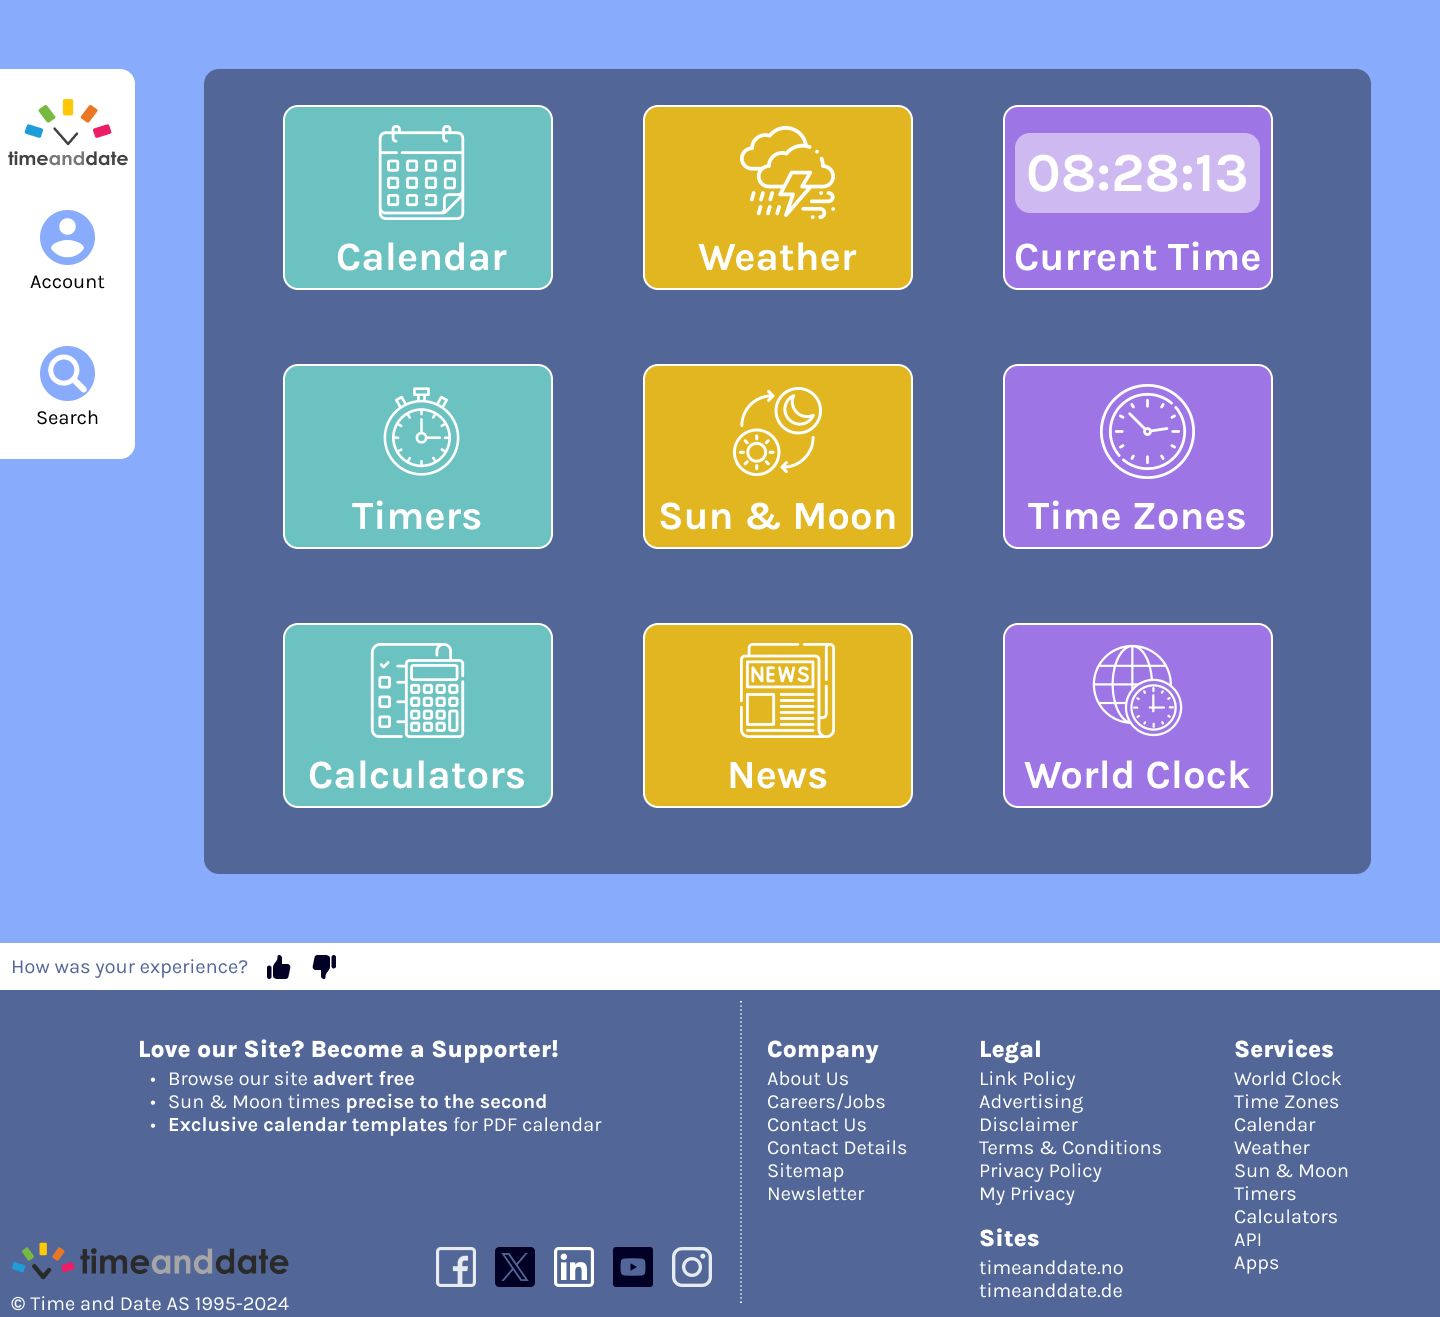 timeanddate
Account
Search
Calendar
Weather
08:28:13
Current Time
Timers
Sun & Moon
Time Zones
Calculators
NEWS
News
World Clock
How was your experience?
Love our Site? Become a Supporter!
• Browse our site advert free
• Sun & Moon times precise to the second
• Exclusive calendar templates for PDF calendar
timeanddate
© Time and Date AS 1995-2024
Company
About Us
Careers/Jobs
Contact Us
Contact Details
Sitemap
Newsletter
Legal
Link Policy
Advertising
Disclaimer
Terms & Conditions
Privacy Policy
My Privacy
Sites
timeanddate.no
timeanddate.de
Services
World Clock
Time Zones
Calendar
Weather
Sun & Moon
Timers
Calculators
API
Apps